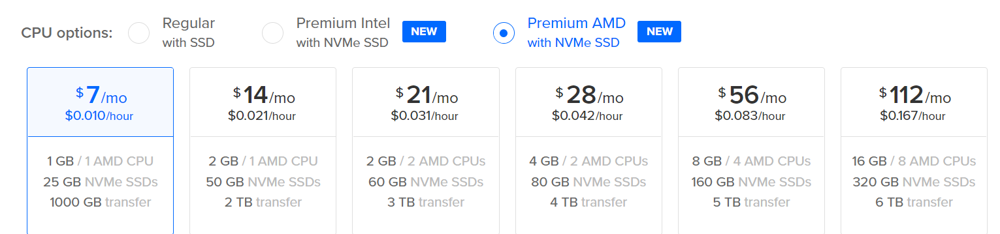 CPU options:
Regular
with SSD
Premium Intel
with NVMe SSD
NEW
Premium AMD
with NVMe SSD
NEW
$7/mo
$0.010/hour
1 GB / 1 AMD CPU
25 GB NVMe SSDs
1000 GB transfer
$14/mo
$0.021/hour
2 GB / 1 AMD CPU
50 GB NVMe SSDs
2 TB transfer
$21/mo
$0.031/hour
2 GB / 2 AMD CPUs
60 GB NVMe SSDs
3 TB transfer
$28/mo
$0.042/hour
4 GB / 2 AMD CPUs
80 GB NVMe SSDs
4 TB transfer
$56/mo
$0.083/hour
8 GB / 4 AMD CPUs
160 GB NVMe SSDs
5 TB transfer
$112/mo
$0.167/hour
16 GB / 8 AMD CPUs
320 GB NVMe SSDs
6 TB transfer